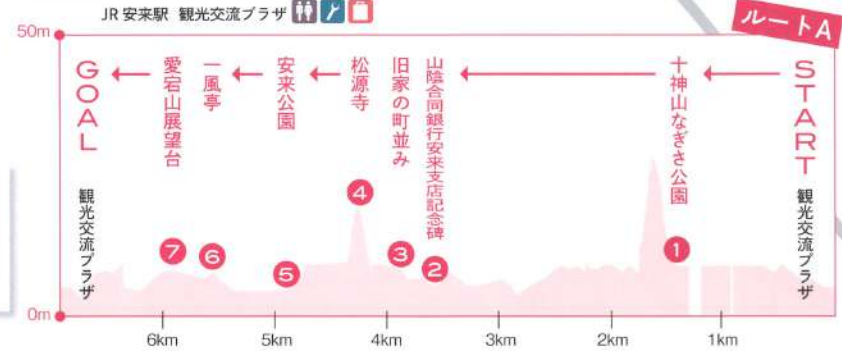 JR 安来駅 観光交流プラザ
ルートA
50m
START
観光交流プラザ
十神山なぎさ公園
山陰合同銀行安来支店記念碑
旧家の町並み
松源寺
安来公園
一風亭
愛宕山展望台
GOAL
観光交流プラザ
7
6
5
4
3
2
1
0m
6km
5km
4km
3km
2km
1km